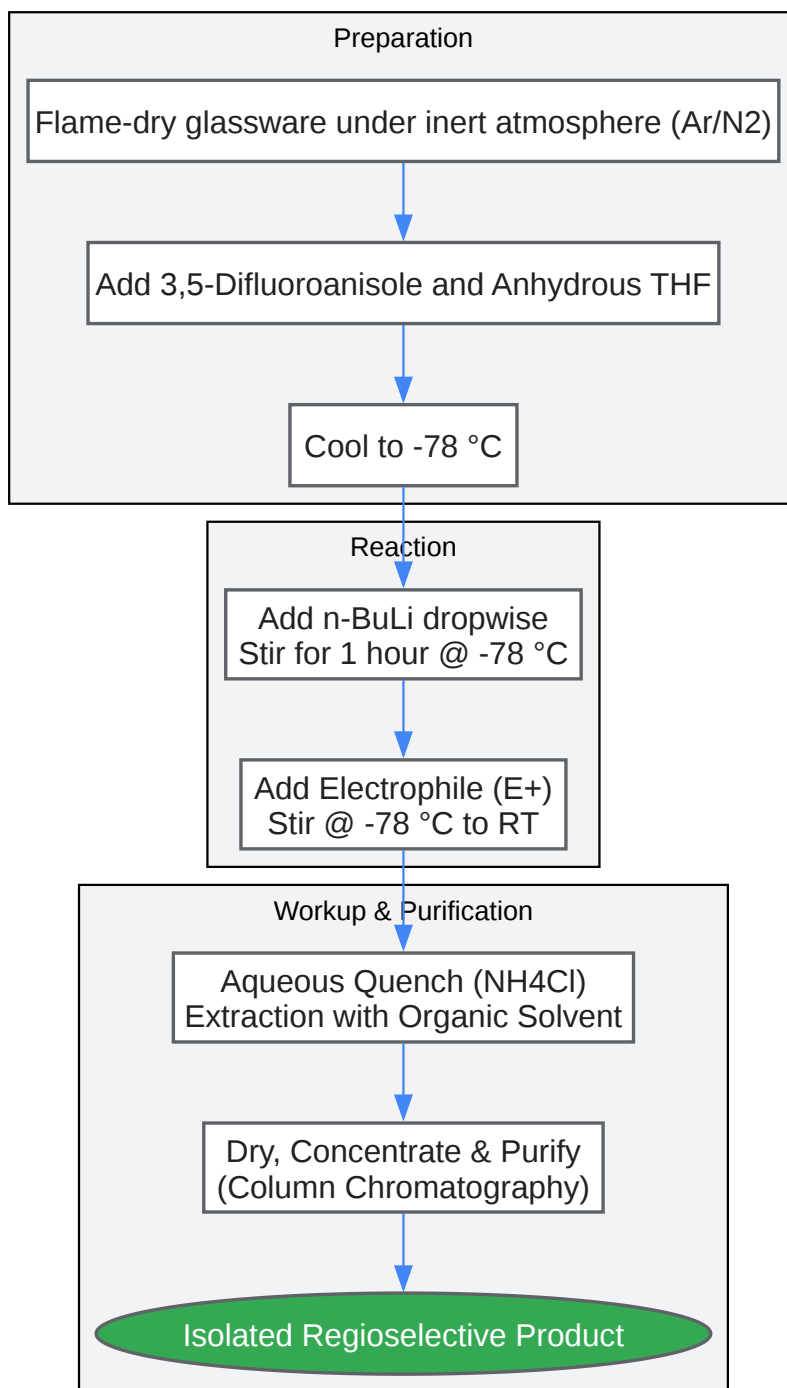 Preparation
Flame-dry glassware under inert atmosphere (Ar/N2)
Add 3,5-Difluoroanisole and Anhydrous THF
Cool to -78 °C
Reaction
Add n-BuLi dropwise
Stir for 1 hour @ -78 °C
Add Electrophile (E+)
Stir @ -78 °C to RT
Workup & Purification
Aqueous Quench (NH4Cl)
Extraction with Organic Solvent
Dry, Concentrate & Purify
(Column Chromatography)
Isolated Regioselective Product